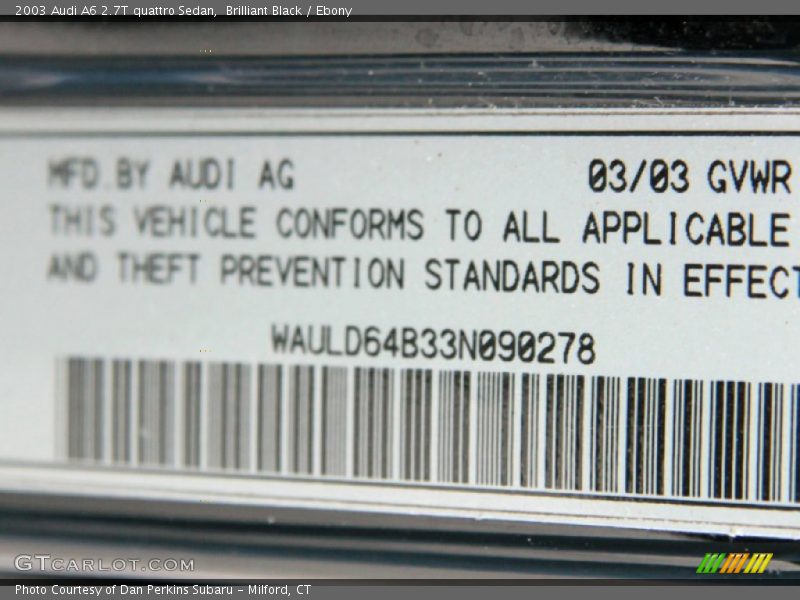 2003 Audi A6 2.7T quattro Sedan, Brilliant Black / Ebony
MFD. BY AUDI AG 03/03 GVWR
THIS VEHICLE CONFORMS TO ALL APPLICABLE
AND THEFT PREVENTION STANDARDS IN EFFECT
WAULD64B33N090278
GTCARLOT.COM
Photo Courtesy of Dan Perkins Subaru - Milford, CT